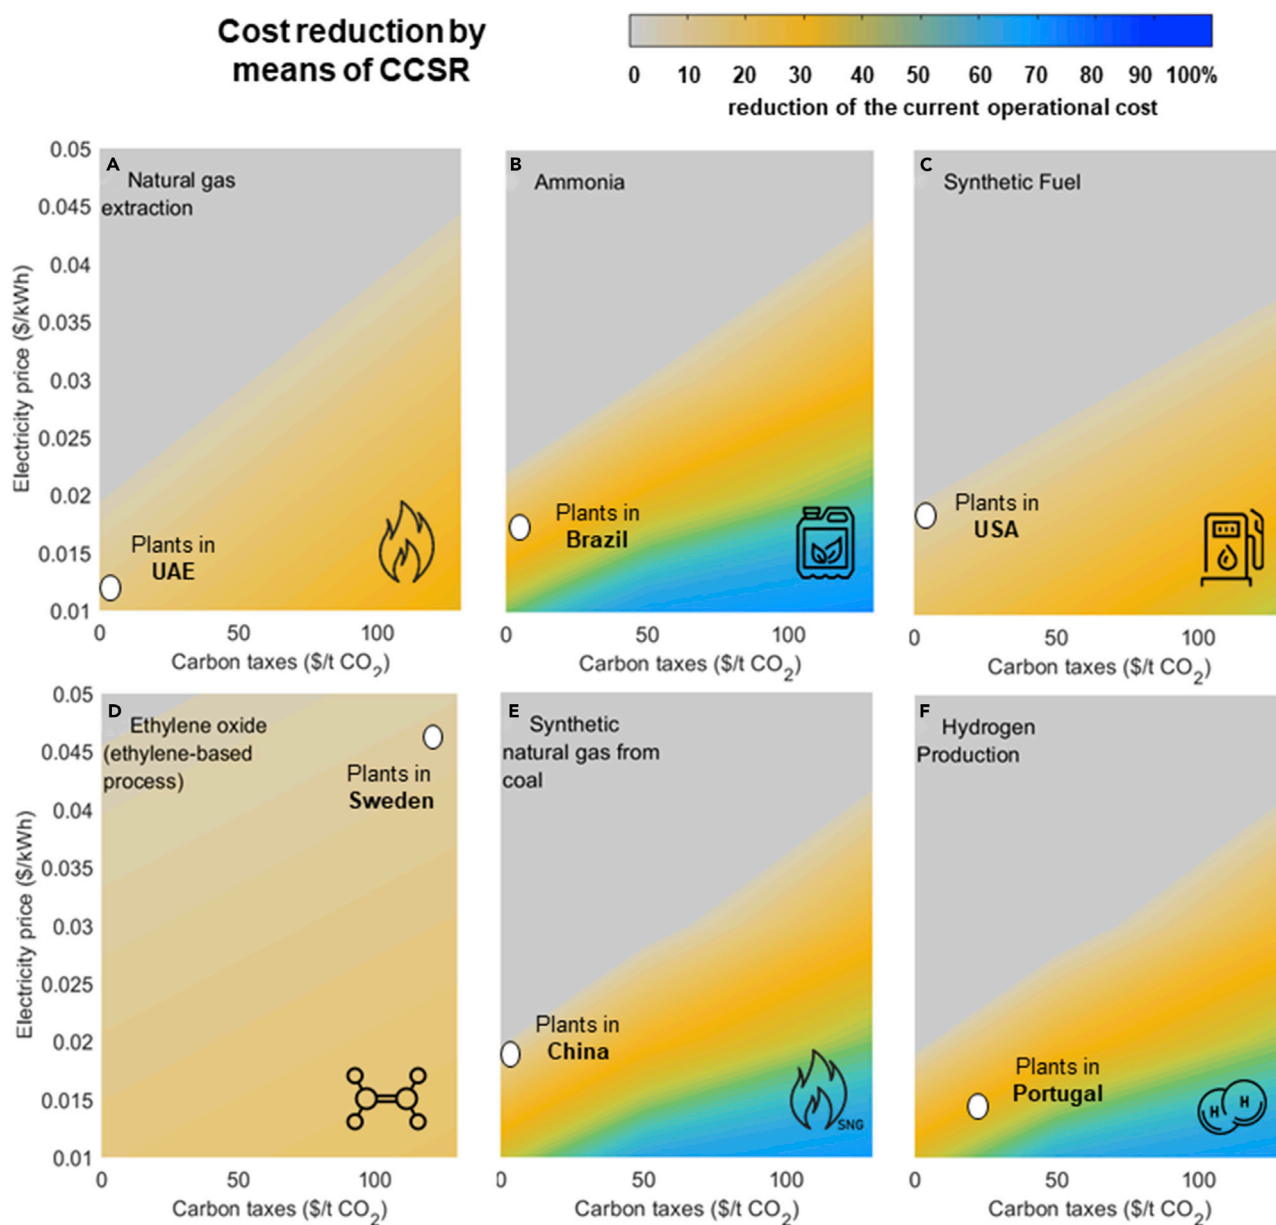 Cost reduction by
means of CCSR
0 10 20 30 40 50 60 70 80 90 100%
reduction of the current operational cost
A
Natural gas
extraction
Electricity price ($/kWh)
0.05
0.045
0.04
0.035
0.03
0.025
0.02
0.015
0.01
Plants in
UAE
0 50 100
Carbon taxes ($/t CO2)
B
Ammonia
Plants in
Brazil
0 50 100
Carbon taxes ($/t CO2)
C
Synthetic Fuel
Plants in
USA
0 50 100
Carbon taxes ($/t CO2)
D
Ethylene oxide
(ethylene-based
process)
Electricity price ($/kWh)
0.05
0.045
0.04
0.035
0.03
0.025
0.02
0.015
0.01
Plants in
Sweden
0 50 100
Carbon taxes ($/t CO2)
E
Synthetic
natural gas from
coal
Plants in
China
SNG
0 50 100
Carbon taxes ($/t CO2)
F
Hydrogen
Production
Plants in
Portugal
H H
0 50 100
Carbon taxes ($/t CO2)